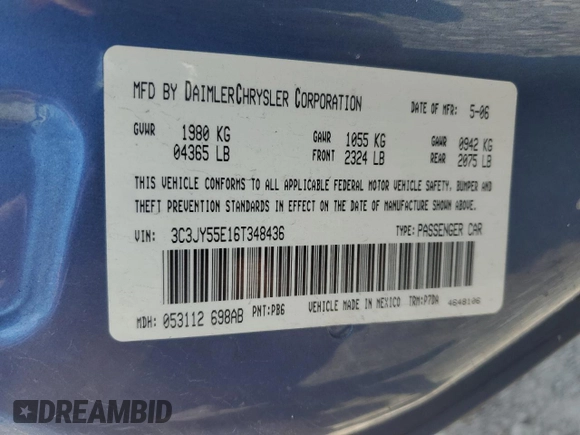 MFD BY DAIMLERCHRYSLER CORPORATION DATE OF MFR: 5-06
GVWR 1980 KG GAWR 1055 KG GAWR 0942 KG
04365 LB FRONT 2324 LB REAR 2075 LB
THIS VEHICLE CONFORMS TO ALL APPLICABLE FEDERAL MOTOR VEHICLE SAFETY, BUMPER AND
THEFT PREVENTION STANDARDS IN EFFECT ON THE DATE OF MANUFACTURE SHOWN ABOVE.
VIN: 3C3JY55E16T348436 TYPE: PASSENGER CAR
MDH: 053112 698AB PNT: PB6 VEHICLE MADE IN MEXICO TRM: P7DA 4648106
DREAMBID